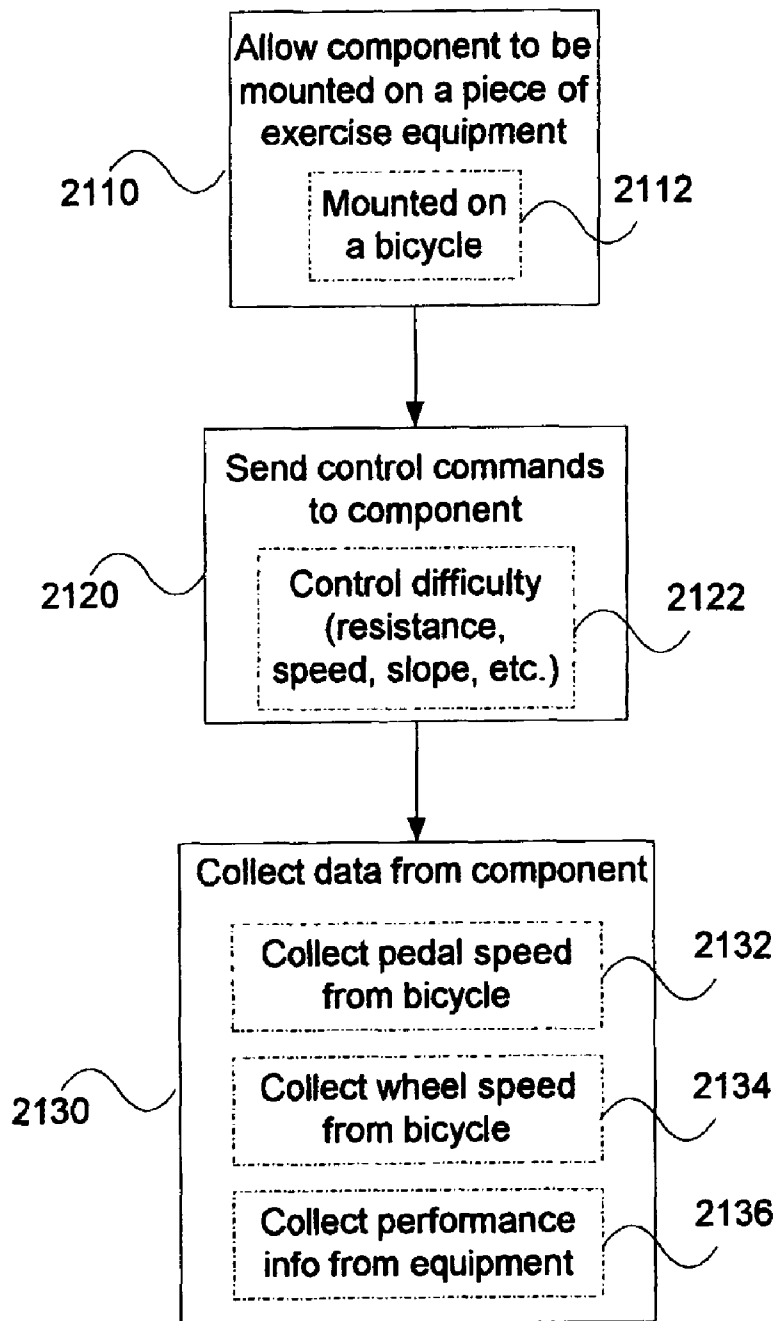 Allow component to be
mounted on a piece of
exercise equipment
2110
2112
Mounted on
a bicycle
Send control commands
to component
2120
2122
Control difficulty
(resistance,
speed, slope, etc.)
Collect data from component
2130
2132
Collect pedal speed
from bicycle
2134
Collect wheel speed
from bicycle
2136
Collect performance
info from equipment